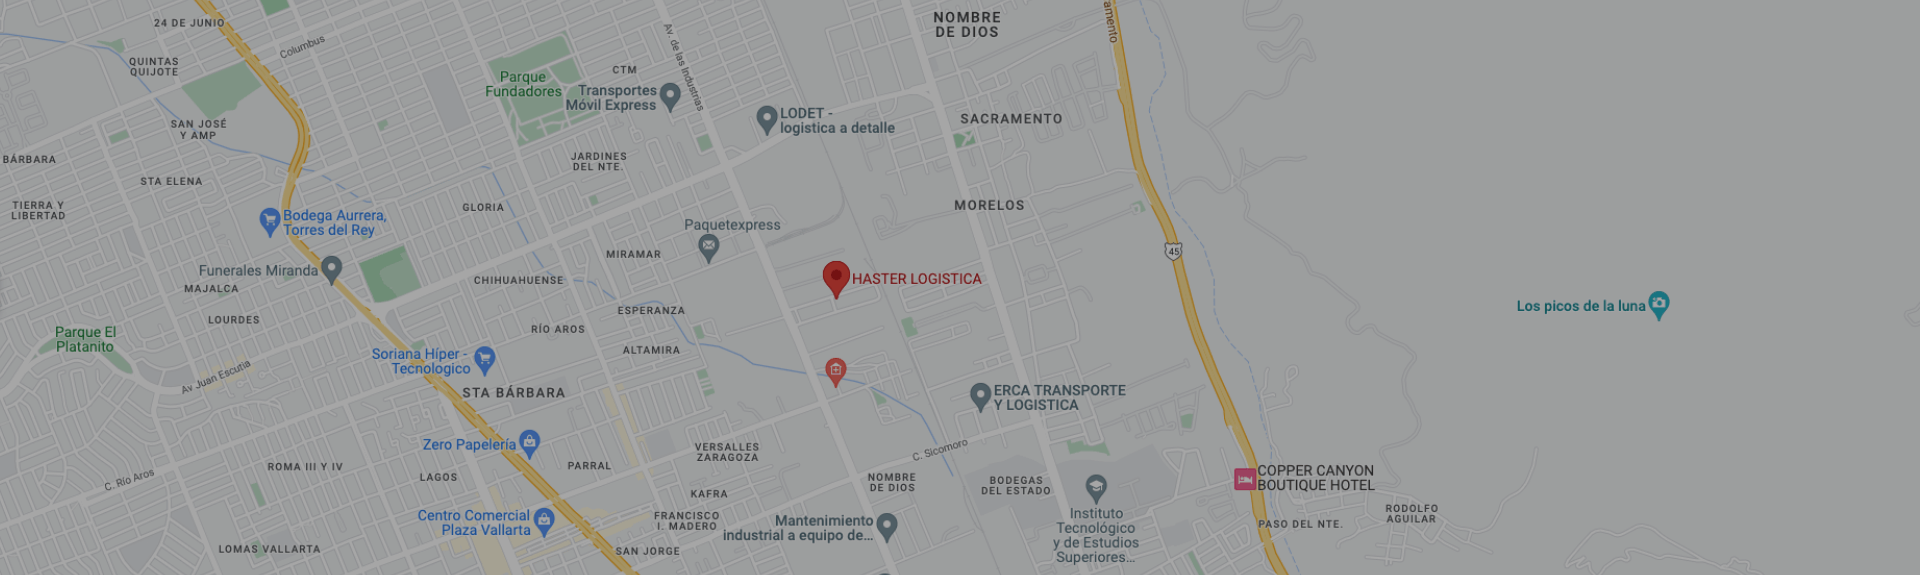 24 DE JUNIO
Columbus
QUINTAS
QUIJOTE
Parque
Fundadores
CTM
Av. de las Industrias
Transportes
Móvil Express
NOMBRE
DE DIOS
amento
LODET -
logistica a detalle
SACRAMENTO
SAN JOSÉ
Y AMP
BÁRBARA
STA ELENA
JARDINES
DEL NTE.
TIERRA Y
LIBERTAD
Bodega Aurrera,
Torres del Rey
GLORIA
MORELOS
Paquetexpress
MIRAMAR
45
Funerales Miranda
MAJALCA
CHIHUAHUENSE
HASTER LOGISTICA
LOURDES
ESPERANZA
RÍO AROS
Los picos de la luna
Parque El
Platanito
Av Juan Escutia
Soriana Híper -
Tecnologico
ALTAMIRA
STA BÁRBARA
ERCA TRANSPORTE
Y LOGISTICA
Zero Papelería
VERSALLES
ZARAGOZA
C. Sicomoro
C. Río Aros
ROMA III Y IV
LAGOS
PARRAL
KAFRA
NOMBRE
DE DIOS
BODEGAS
DEL ESTADO
COPPER CANYON
BOUTIQUE HOTEL
Centro Comercial
Plaza Vallarta
FRANCISCO
I. MADERO
Mantenimiento
industrial a equipo de...
Instituto
Tecnológico
y de Estudios
Superiores...
PASO DEL NTE.
RODOLFO
AGUILAR
LOMAS VALLARTA
SAN JORGE